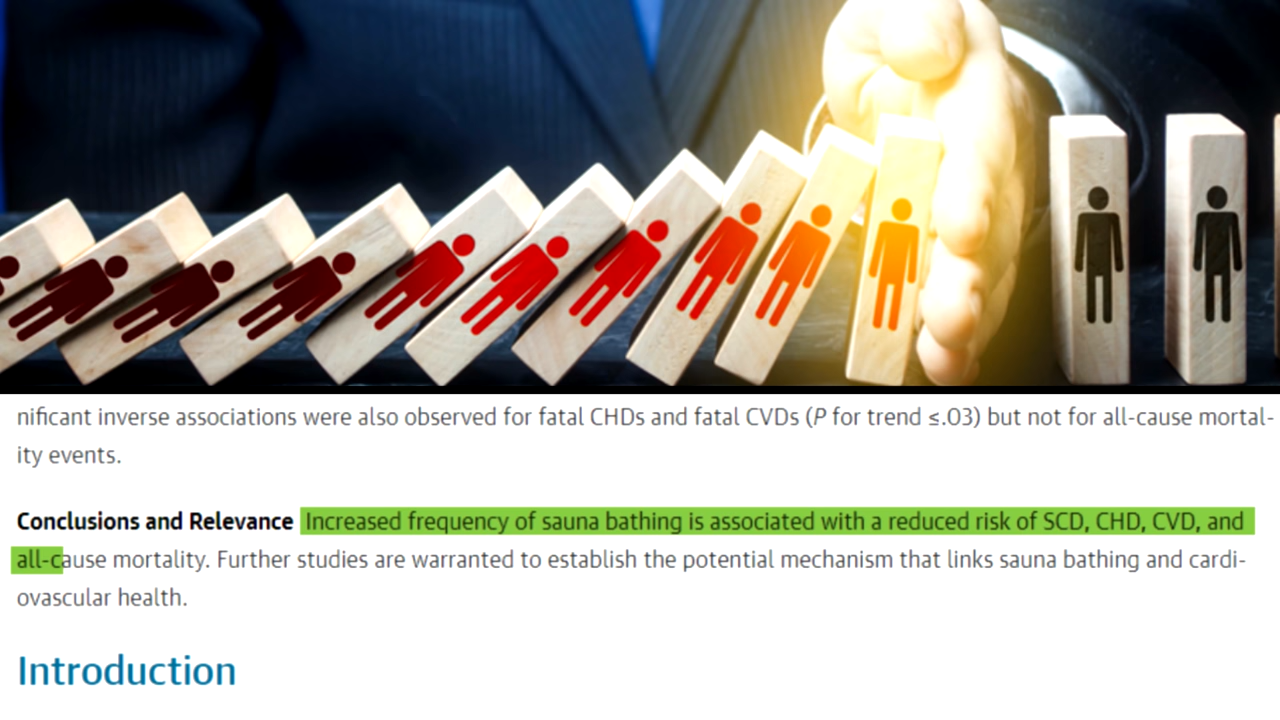 nificant inverse associations were also observed for fatal CHDs and fatal CVDs (P for trend ≤.03) but not for all-cause mortal-
ity events.
Conclusions and Relevance Increased frequency of sauna bathing is associated with a reduced risk of SCD, CHD, CVD, and
all-cause mortality. Further studies are warranted to establish the potential mechanism that links sauna bathing and cardi-
ovascular health.
Introduction